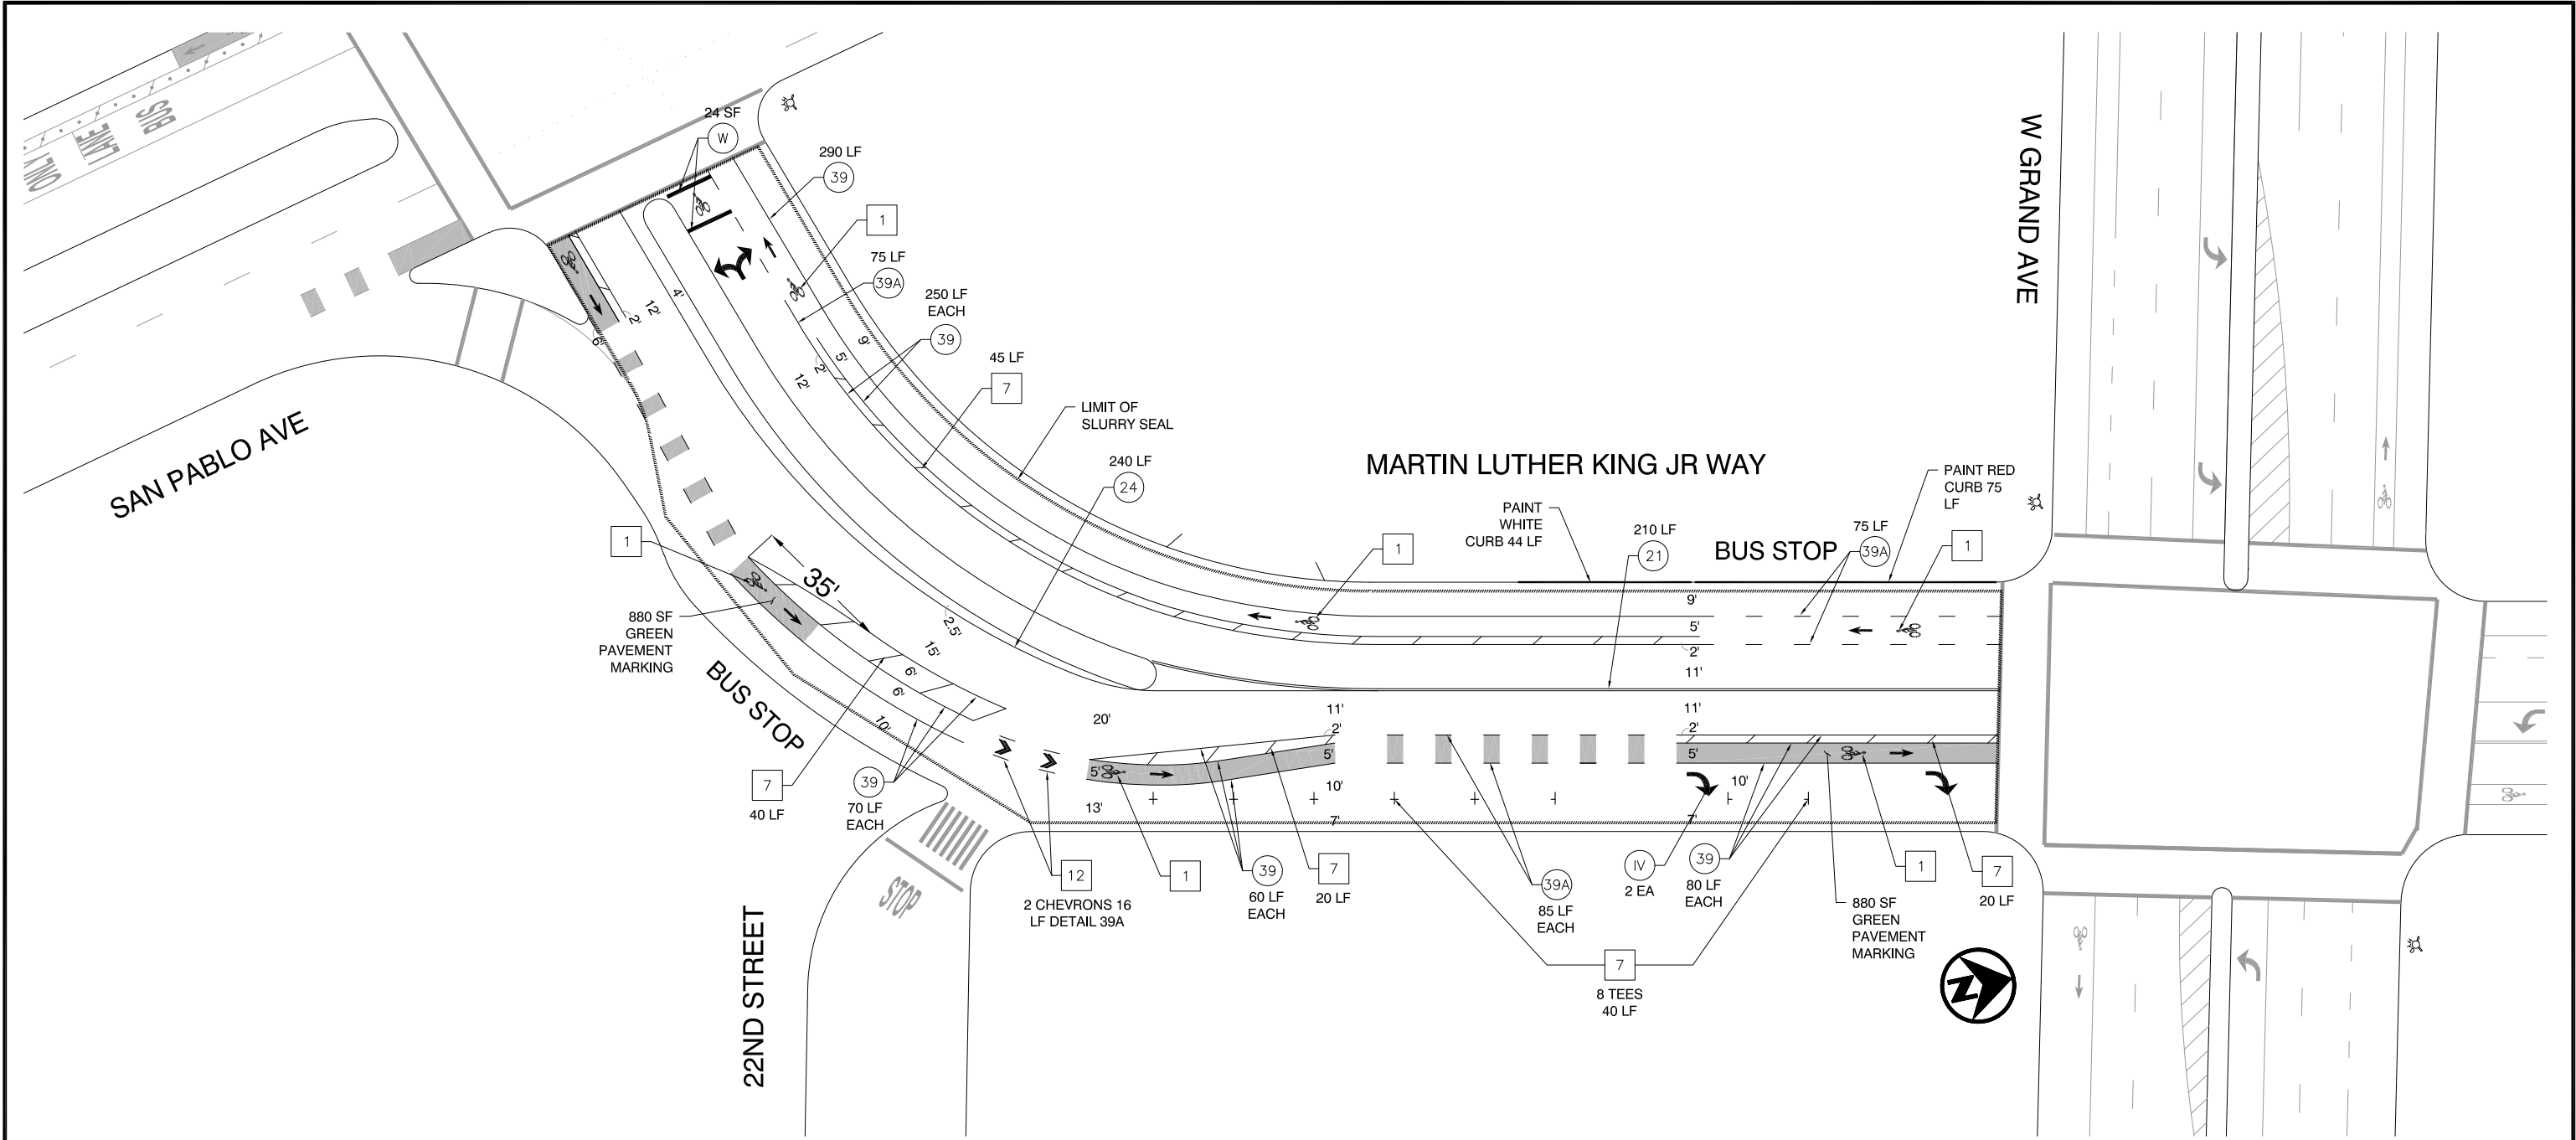 BUS
LANE
ONLY
24 SF
W
290 LF
39
1
75 LF
39A
250 LF
EACH
39
45 LF
7
LIMIT OF
SLURRY SEAL
240 LF
24
SAN PABLO AVE
W GRAND AVE
MARTIN LUTHER KING JR WAY
PAINT
WHITE
CURB 44 LF
210 LF
21
BUS STOP
75 LF
39A
PAINT RED
CURB 75
LF
1
1
1
4'
12'
2'
6'
9'
5'
2'
12'
35'
2.5'
15'
6'
6'
10'
880 SF
GREEN
PAVEMENT
MARKING
BUS STOP
7
40 LF
39
70 LF
EACH
9'
5'
2'
11'
11'
2'
5'
10'
7'
20'
11'
2'
5'
10'
7'
5'
13'
12
2 CHEVRONS 16
LF DETAIL 39A
1
39
60 LF
EACH
7
20 LF
39A
85 LF
EACH
IV
2 EA
39
80 LF
EACH
1
7
20 LF
880 SF
GREEN
PAVEMENT
MARKING
7
8 TEES
40 LF
STOP
22ND STREET
Z